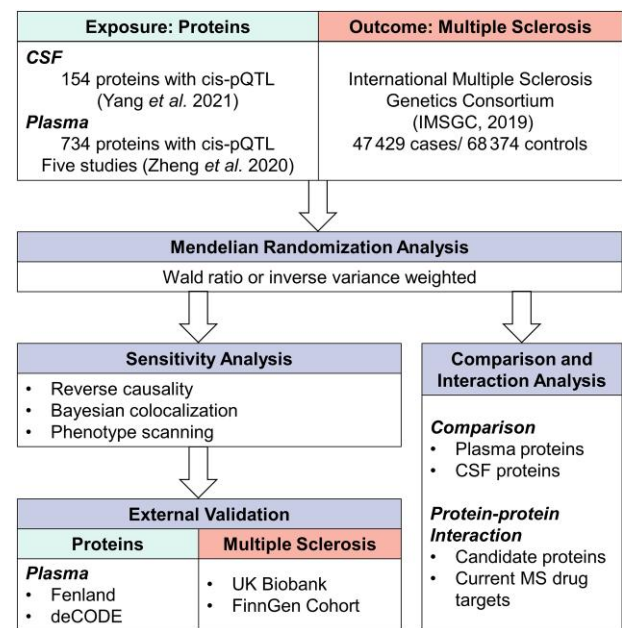 Exposure: Proteins
CSF
154 proteins with cis-pQTL
(Yang et al. 2021)
Plasma
734 proteins with cis-pQTL
Five studies (Zheng et al. 2020)
Outcome: Multiple Sclerosis
International Multiple Sclerosis
Genetics Consortium
(IMSGC, 2019)
47 429 cases/ 68 374 controls
Mendelian Randomization Analysis
Wald ratio or inverse variance weighted
Sensitivity Analysis
• Reverse causality
• Bayesian colocalization
• Phenotype scanning
External Validation
Proteins
Plasma
• Fenland
• deCODE
Multiple Sclerosis
• UK Biobank
• FinnGen Cohort
Comparison and
Interaction Analysis
Comparison
• Plasma proteins
• CSF proteins
Protein-protein
Interaction
• Candidate proteins
• Current MS drug
targets